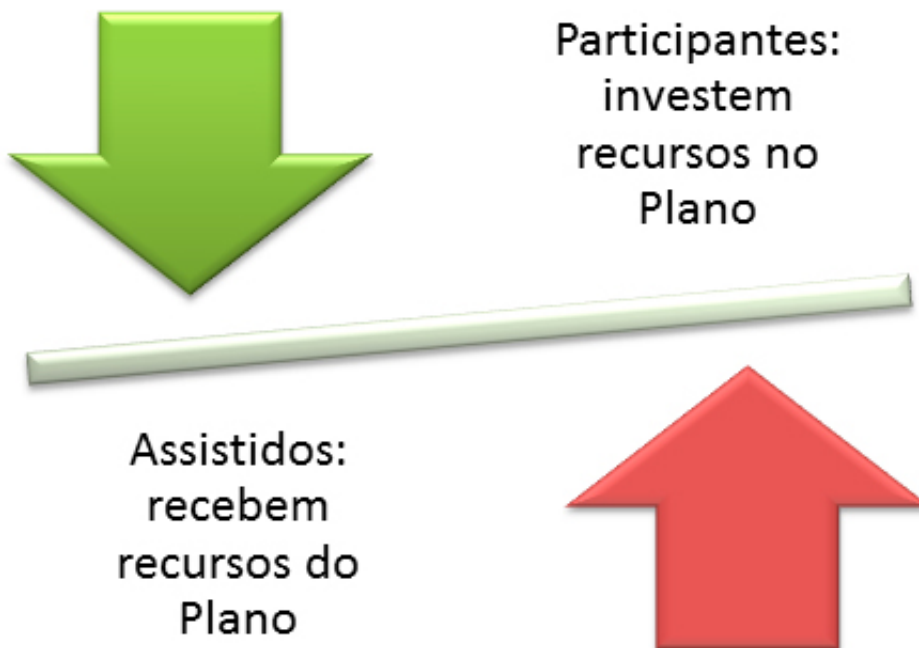 Participantes:
investem
recursos no
Plano
Assistidos:
recebem
recursos do
Plano